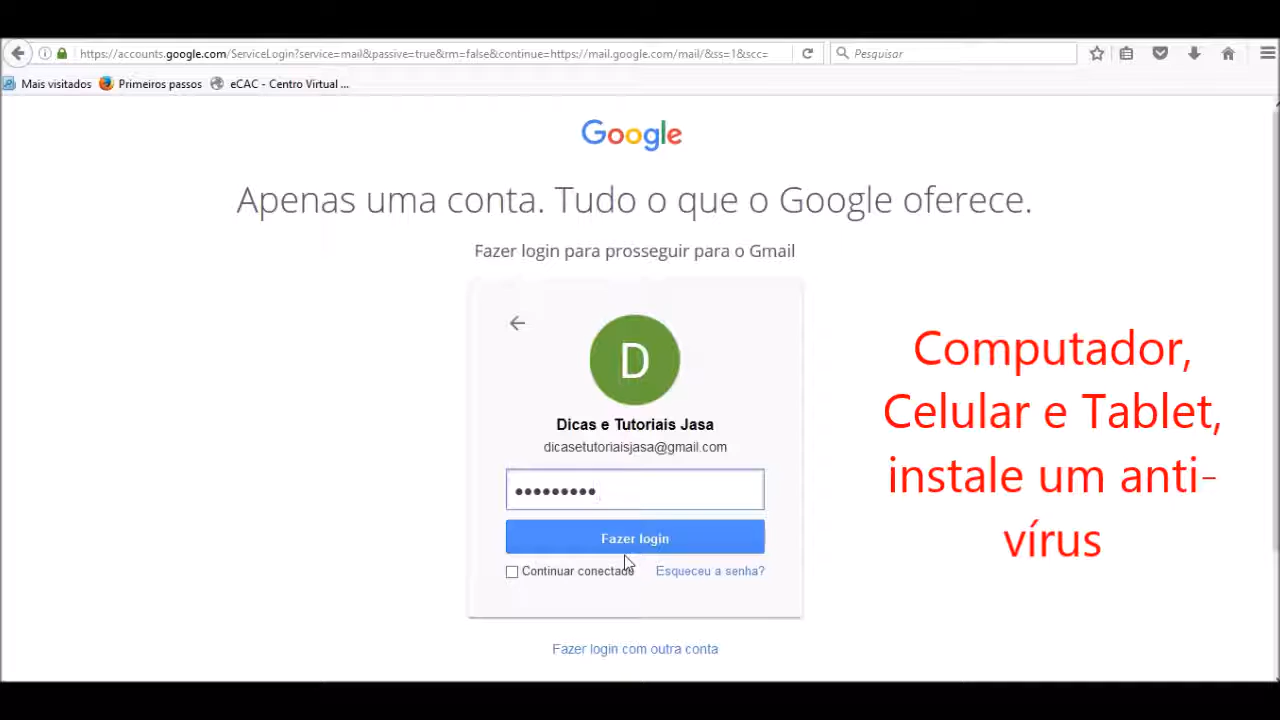 https://accounts.google.com/ServiceLogin?service=mail&passive=true&rm=false&continue=https://mail.google.com/mail/&ss=1&scc=
Pesquisar
Mais visitados
Primeiros passos
eCAC - Centro Virtual ...
Google
Apenas uma conta. Tudo o que o Google oferece.
Fazer login para prosseguir para o Gmail
D
Dicas e Tutoriais Jasa
dicasetutoriaisjasa@gmail.com
Fazer login
Continuar conectado
Esqueceu a senha?
Fazer login com outra conta
Computador,
Celular e Tablet,
instale um anti-
vírus